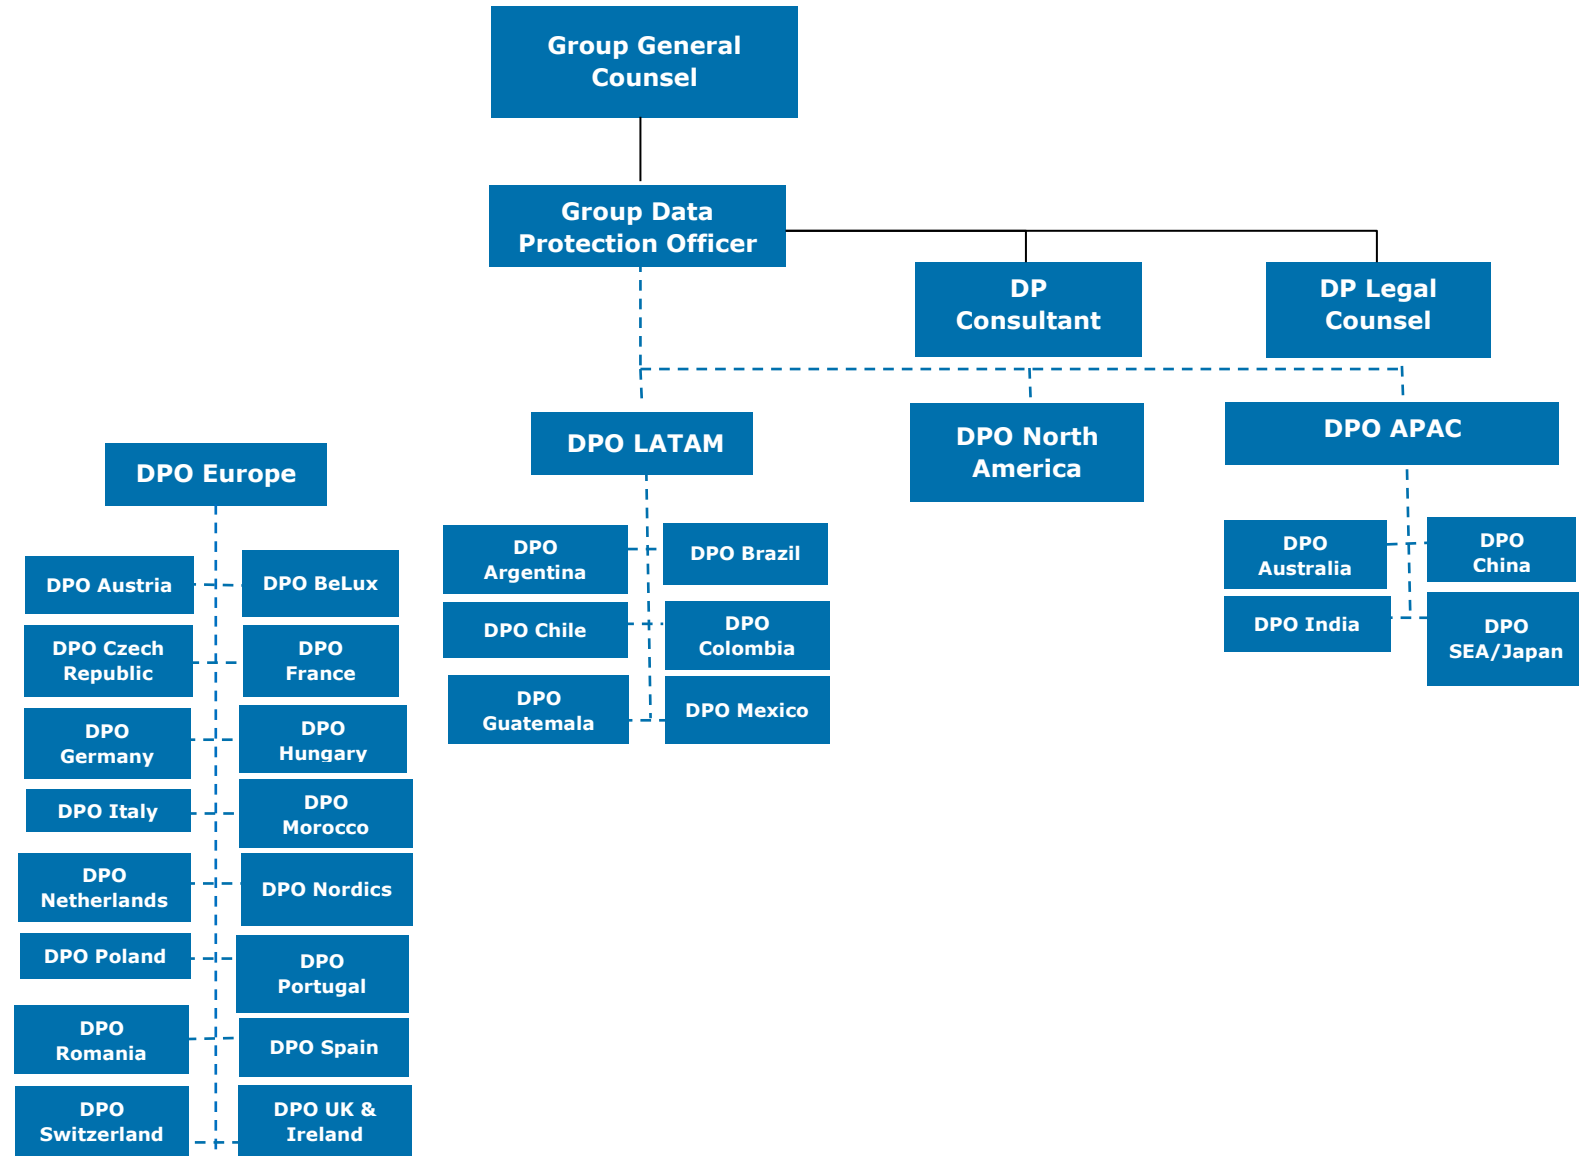 Group General
Counsel
Group Data
Protection Officer
DP
Consultant
DP Legal
Counsel
DPO Europe
DPO LATAM
DPO North
America
DPO APAC
DPO Austria
DPO BeLux
DPO Czech
Republic
DPO
France
DPO
Germany
DPO
Hungary
DPO Italy
DPO
Morocco
DPO
Netherlands
DPO Nordics
DPO Poland
DPO
Portugal
DPO
Romania
DPO Spain
DPO
Switzerland
DPO UK &
Ireland
DPO
Argentina
DPO Brazil
DPO Chile
DPO
Colombia
DPO
Guatemala
DPO Mexico
DPO
Australia
DPO
China
DPO India
DPO
SEA/Japan